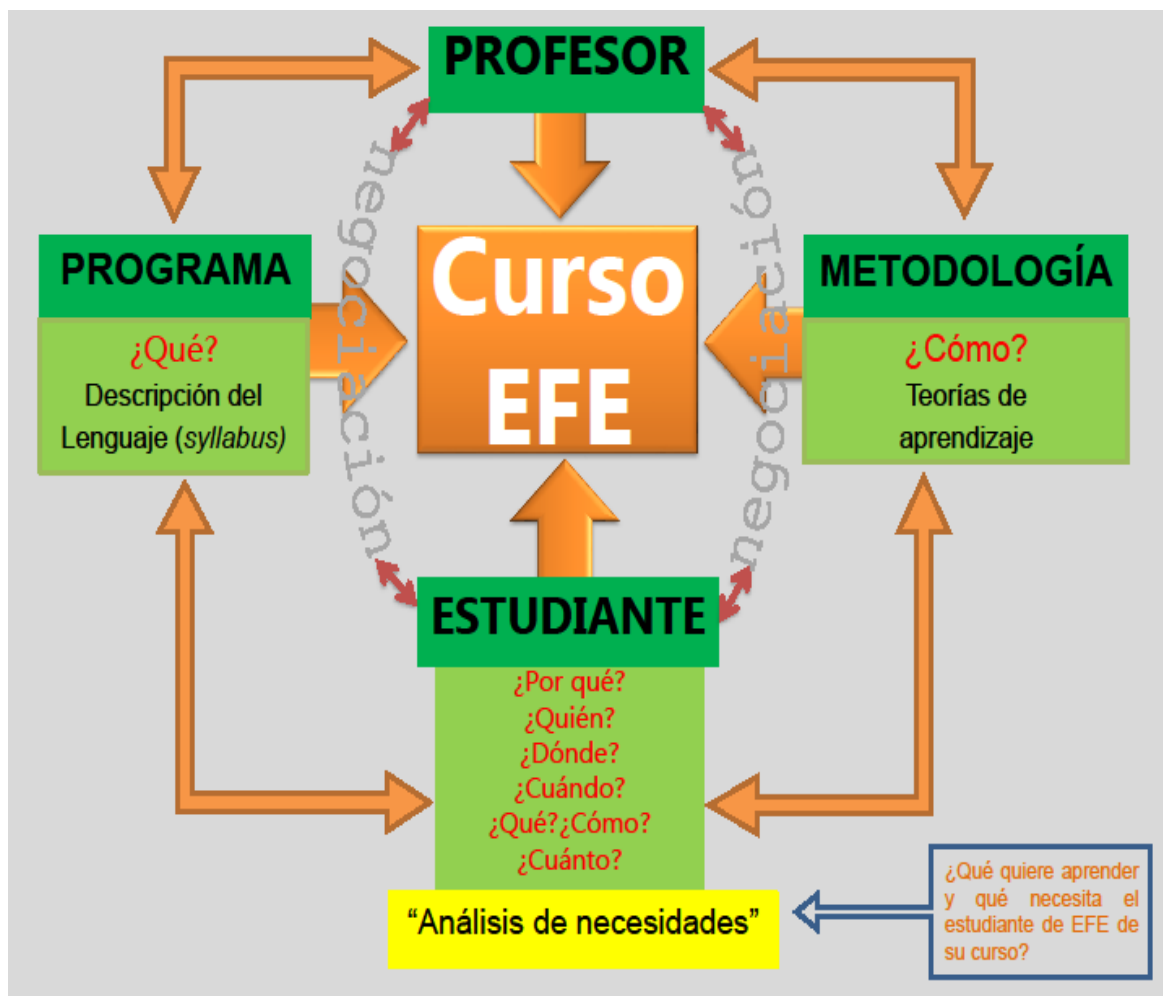 PROFESOR
negociación
negociación
PROGRAMA
¿Qué?
Descripción del
Lenguaje (syllabus)
Curso
EFE
METODOLOGÍA
¿Cómo?
Teorías de
aprendizaje
ESTUDIANTE
¿Por qué?
¿Quién?
¿Dónde?
¿Cuándo?
¿Qué?¿Cómo?
¿Cuánto?
“Análisis de necesidades”
¿Qué quiere aprender
y qué necesita el
estudiante de EFE de
su curso?